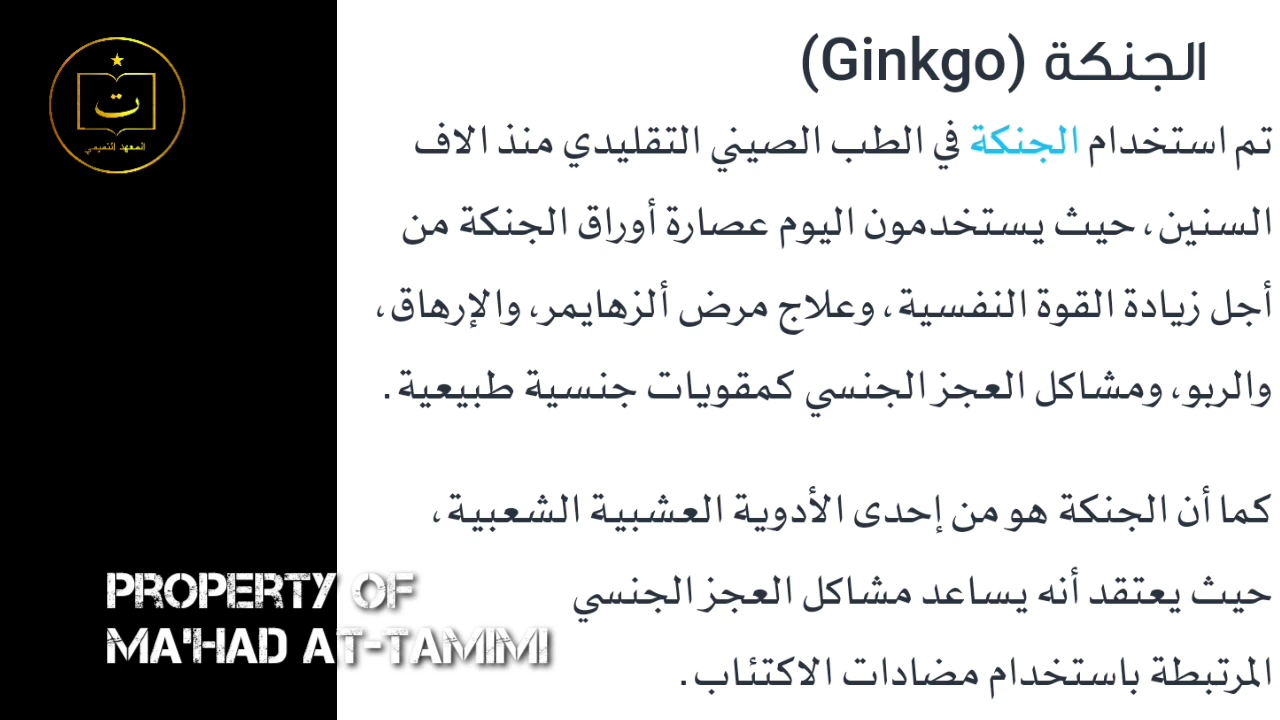 ت
المعهد التميمي
الجنكة (Ginkgo)
تم استخدام الجنكة في الطب الصيني التقليدي منذ الاف
السنين، حيث يستخدمون اليوم عصارة أوراق الجنكة من
أجل زيادة القوة النفسية، وعلاج مرض ألزهايمر، والإرهاق،
والربو، ومشاكل العجز الجنسي كمقويات جنسية طبيعية.
كما أن الجنكة هو من إحدى الأدوية العشبية الشعبية،
حيث يعتقد أنه يساعد مشاكل العجز الجنسي
المرتبطة باستخدام مضادات الاكتئاب.
PROPERTY OF
MA'HAD AT-TAMIMI